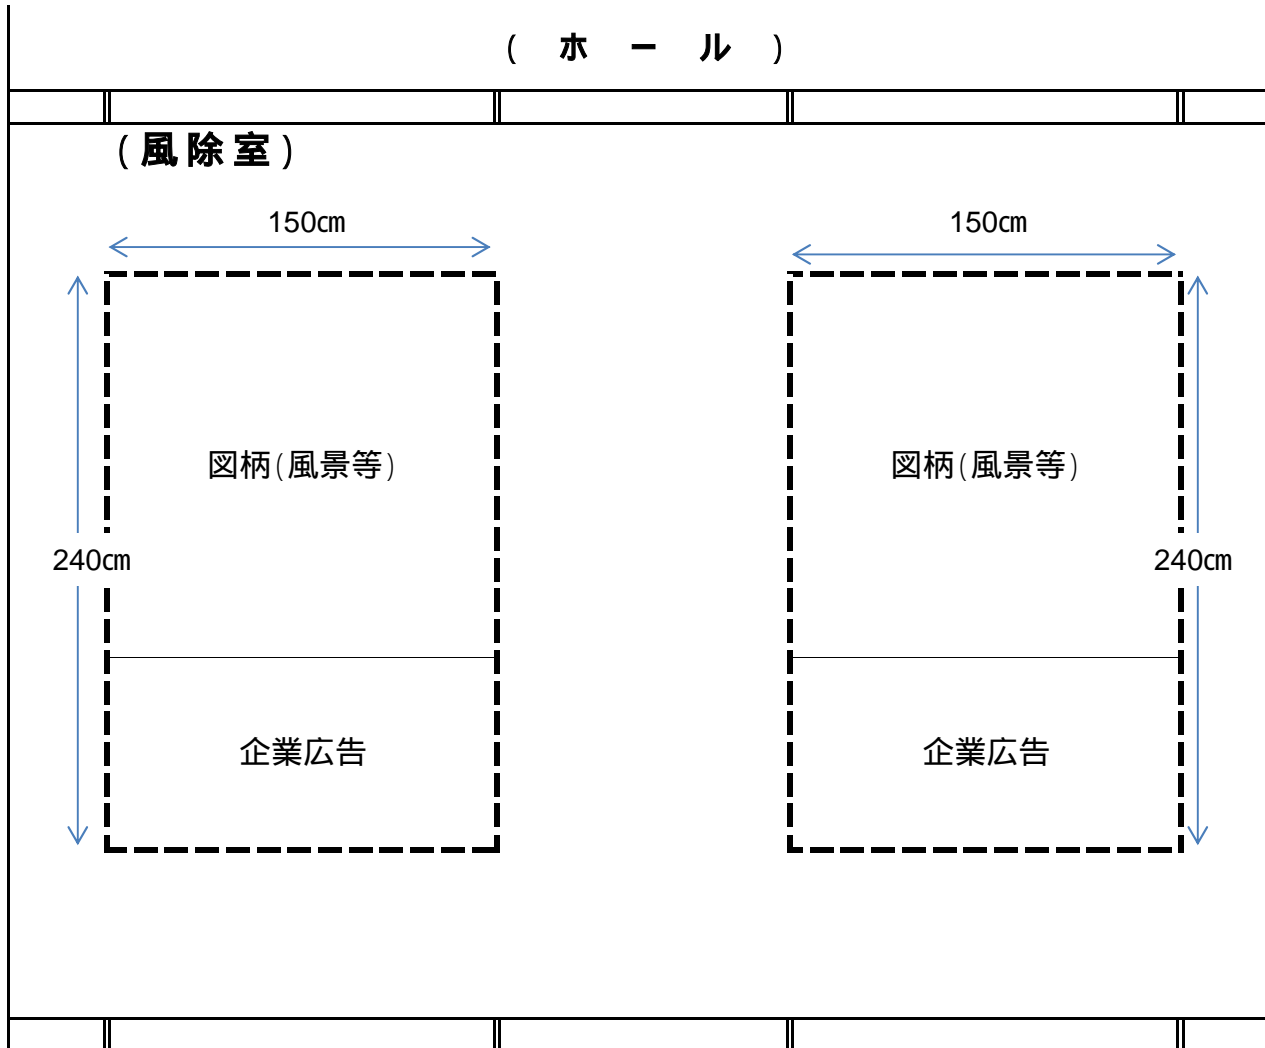 ( ホ ー ル )
(風除室)
150㎝ 150㎝
図柄(風景等) 図柄(風景等)
240㎝ 240㎝
企業広告 企業広告